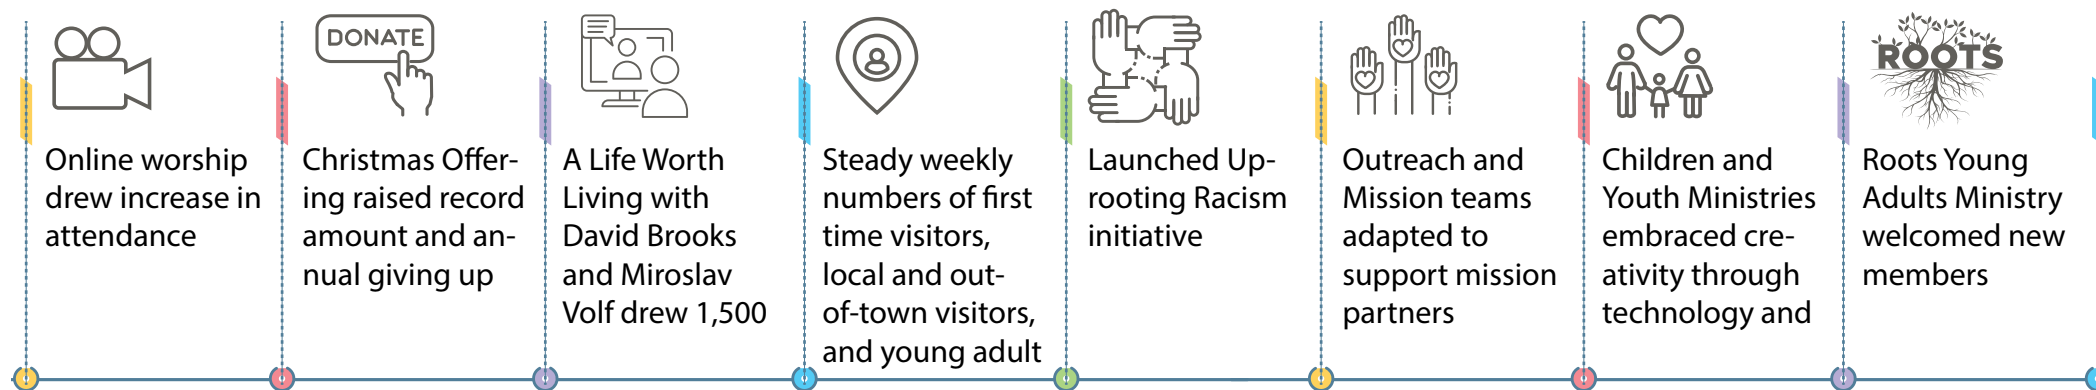 DONATE
ROOTS
Online worship
drew increase in
attendance
Christmas Offer-
ing raised record
amount and an-
nual giving up
A Life Worth
Living with
David Brooks
and Miroslav
Volf drew 1,500
Steady weekly
numbers of first
time visitors,
local and out-
of-town visitors,
and young adult
Launched Up-
rooting Racism
initiative
Outreach and
Mission teams
adapted to
support mission
partners
Children and
Youth Ministries
embraced cre-
ativity through
technology and
Roots Young
Adults Ministry
welcomed new
members